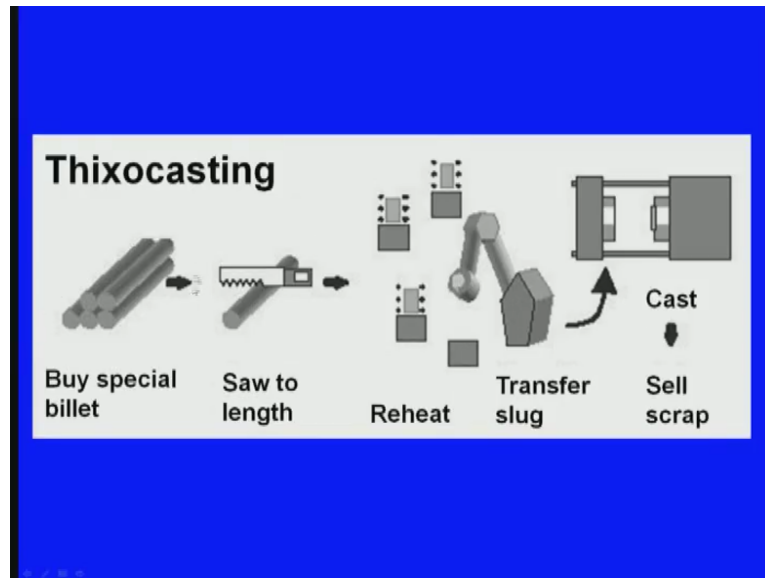 Thixocasting
Buy special
billet
Saw to
length
Reheat
Transfer
slug
Cast
Sell
scrap